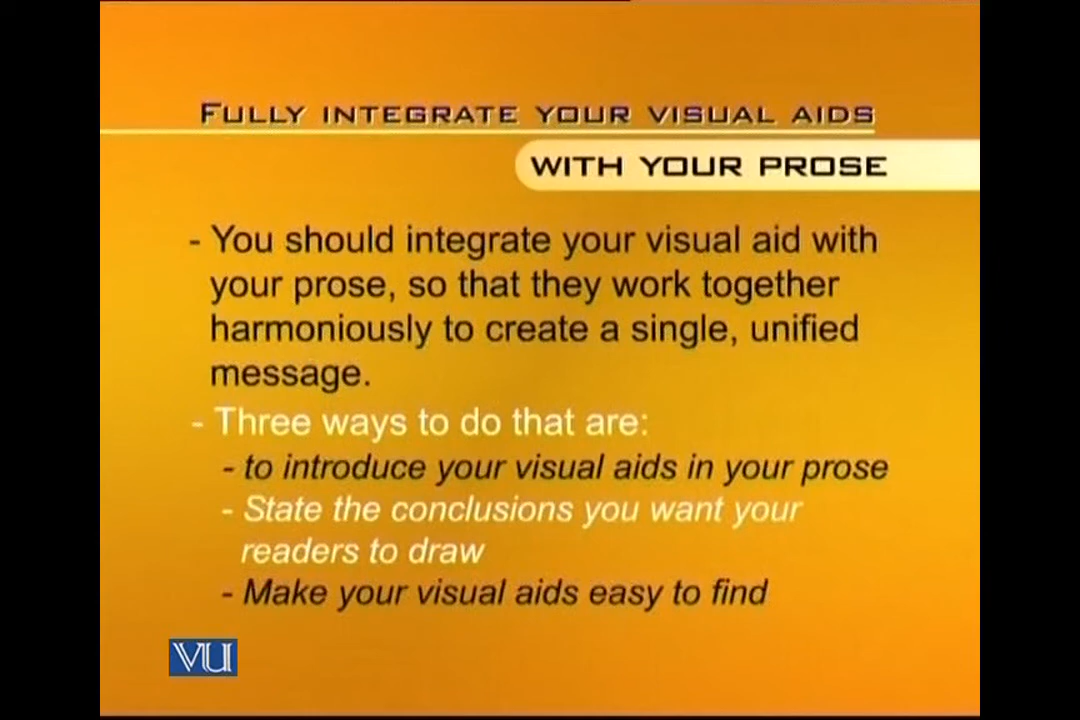 FULLY INTEGRATE YOUR VISUAL AIDS
WITH YOUR PROSE
- You should integrate your visual aid with
your prose, so that they work together
harmoniously to create a single, unified
message.
- Three ways to do that are:
- to introduce your visual aids in your prose
- State the conclusions you want your
readers to draw
- Make your visual aids easy to find
VU